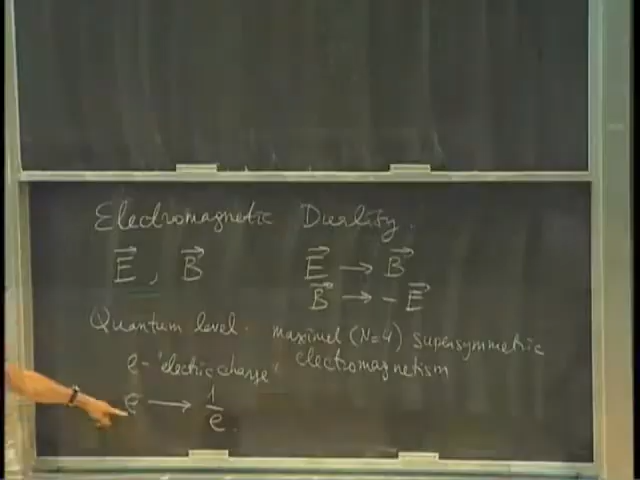 Electromagnetic Duality.
E⃗ , B⃗
E⃗ → B⃗
B⃗ → - E⃗
Quantum level.
maximal (N=4) supersymmetric
electromagnetism
e - 'electric charge'
e → 1/e.